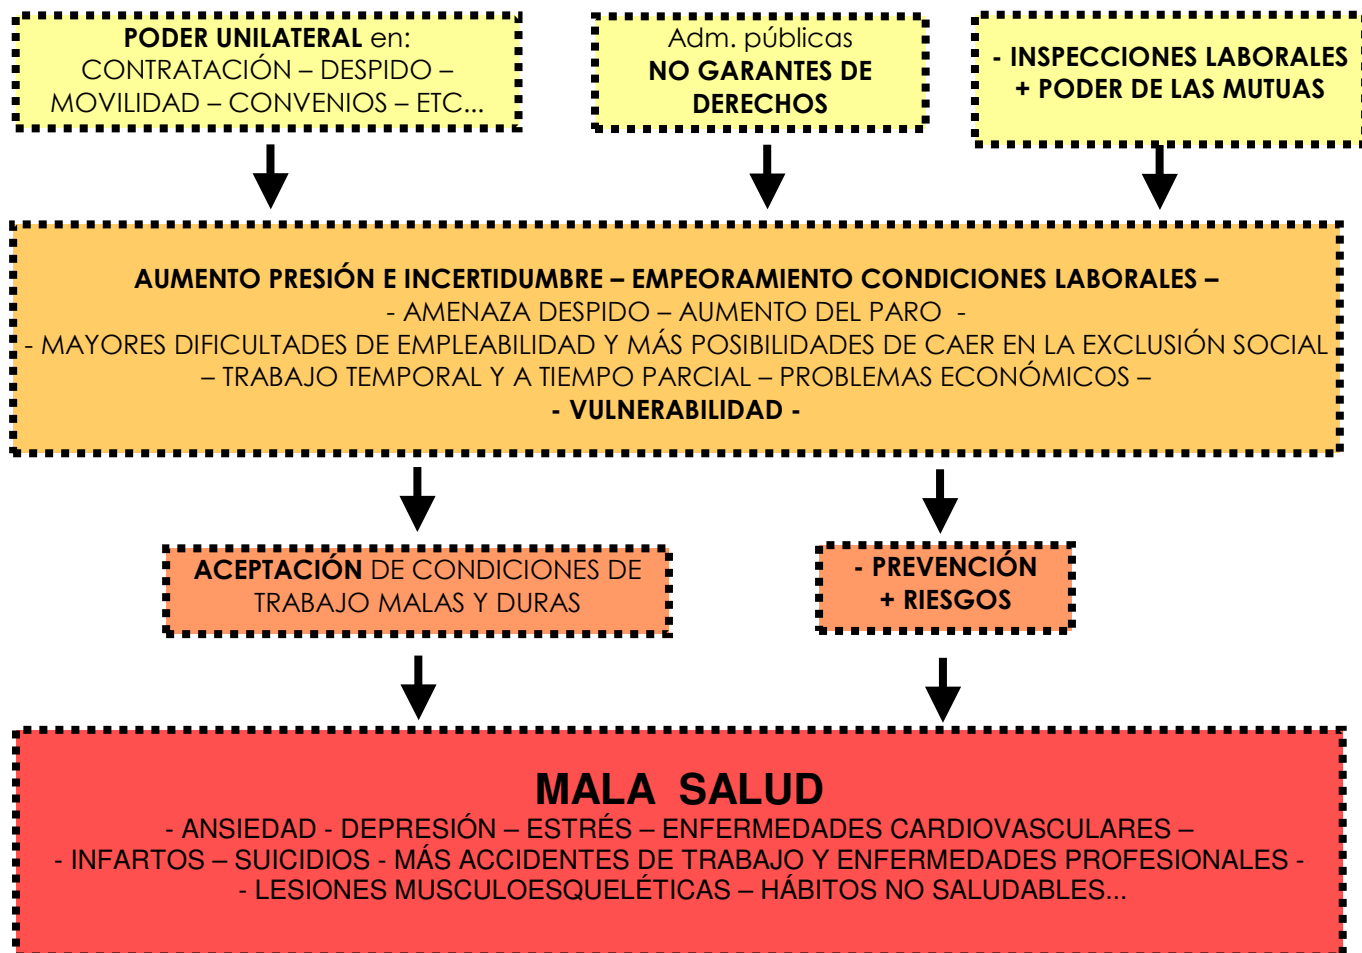 PODER UNILATERAL en:
CONTRATACIÓN – DESPIDO –
MOVILIDAD – CONVENIOS – ETC...
Adm. públicas
NO GARANTES DE
DERECHOS
- INSPECCIONES LABORALES
+ PODER DE LAS MUTUAS
AUMENTO PRESIÓN E INCERTIDUMBRE – EMPEORAMIENTO CONDICIONES LABORALES –
- AMENAZA DESPIDO – AUMENTO DEL PARO -
- MAYORES DIFICULTADES DE EMPLEABILIDAD Y MÁS POSIBILIDADES DE CAER EN LA EXCLUSIÓN SOCIAL
– TRABAJO TEMPORAL Y A TIEMPO PARCIAL – PROBLEMAS ECONÓMICOS –
- VULNERABILIDAD -
ACEPTACIÓN DE CONDICIONES DE
TRABAJO MALAS Y DURAS
- PREVENCIÓN
+ RIESGOS
MALA SALUD
- ANSIEDAD - DEPRESIÓN – ESTRÉS – ENFERMEDADES CARDIOVASCULARES –
- INFARTOS – SUICIDIOS - MÁS ACCIDENTES DE TRABAJO Y ENFERMEDADES PROFESIONALES -
- LESIONES MUSCULOESQUELÉTICAS – HÁBITOS NO SALUDABLES...